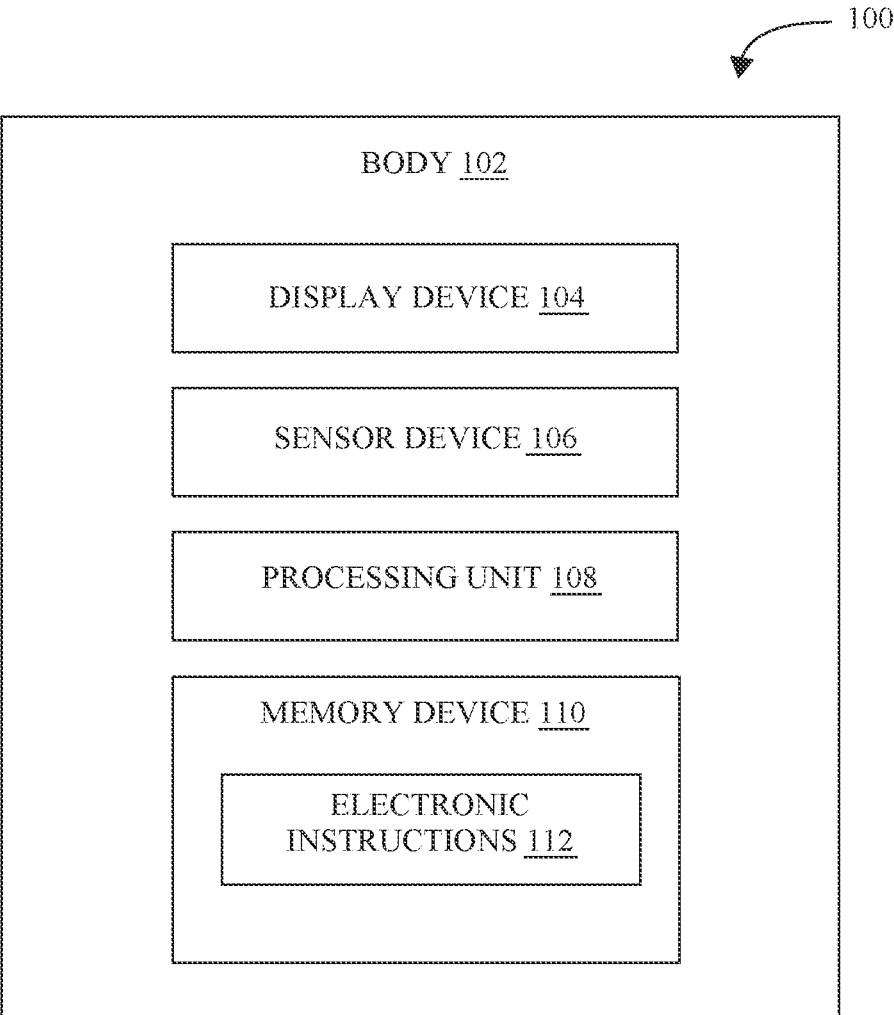 100
BODY 102
DISPLAY DEVICE 104
SENSOR DEVICE 106
PROCESSING UNIT 108
MEMORY DEVICE 110
ELECTRONIC
INSTRUCTIONS 112